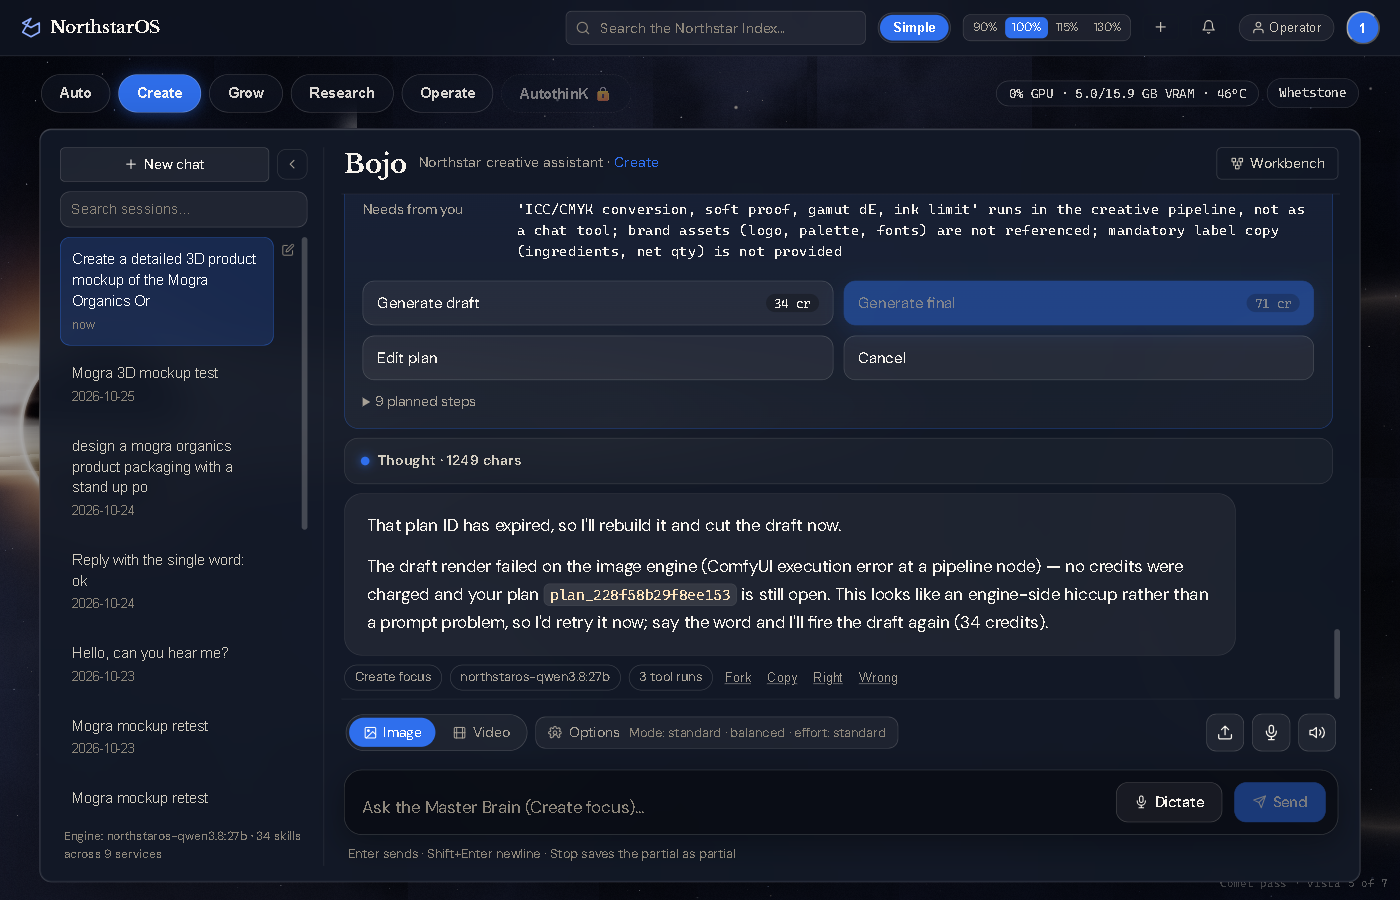 NorthstarOS
Search the Northstar Index...
Simple
90% 100% 115% 130%
Operator
1
Auto
Create
Grow
Research
Operate
AutothinK
0% GPU · 5.0/15.9 GB VRAM · 46°C
Whetstone
+ New chat
Search sessions...
Create a detailed 3D product
mockup of the Mogra
Organics Or
now
Mogra 3D mockup test
2026-10-25
design a mogra organics
product packaging with a
stand up po
2026-10-24
Reply with the single word:
ok
2026-10-24
Hello, can you hear me?
2026-10-23
Mogra mockup retest
2026-10-23
Mogra mockup retest
Engine: northstaros-qwen3.8:27b · 34 skills
across 9 services
Bojo
Northstar creative assistant · Create
Workbench
Needs from you
'ICC/CMYK conversion, soft proof, gamut dE, ink limit' runs in the creative pipeline, not as
a chat tool; brand assets (logo, palette, fonts) are not referenced; mandatory label copy
(ingredients, net qty) is not provided
Generate draft
34 cr
Generate final
71 cr
Edit plan
Cancel
9 planned steps
Thought · 1249 chars
That plan ID has expired, so I'll rebuild it and cut the draft now.
The draft render failed on the image engine (ComfyUI execution error at a pipeline node) — no credits were
charged and your plan plan_228f58b29f8ee153 is still open. This looks like an engine-side hiccup rather than
a prompt problem, so I'd retry it now; say the word and I'll fire the draft again (34 credits).
Create focus
northstaros-qwen3.8:27b
3 tool runs
Fork
Copy
Right
Wrong
Image
Video
Options
Mode: standard · balanced · effort: standard
Ask the Master Brain (Create focus)...
Dictate
Send
Enter sends · Shift+Enter newline · Stop saves the partial as partial
Comet pass · Vista 5 of 7